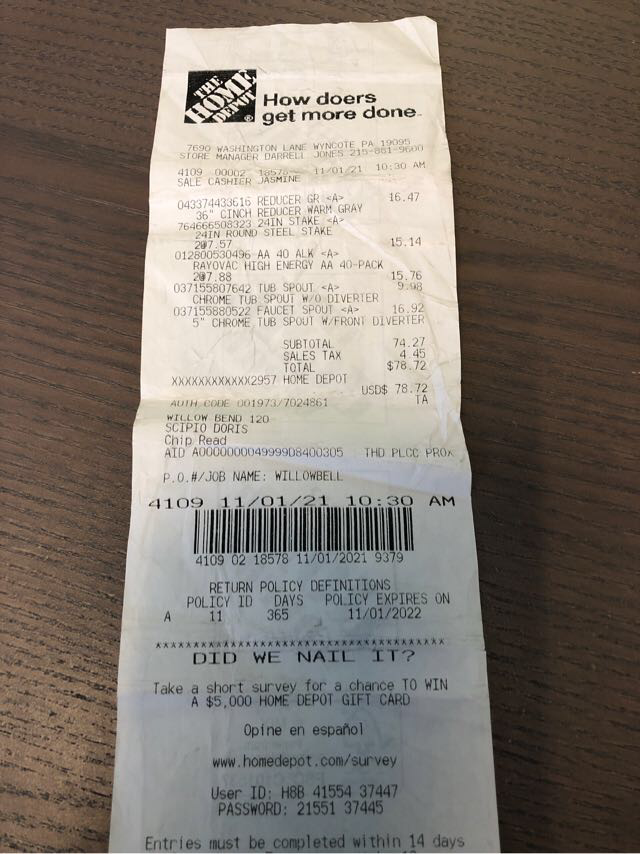 THE HOME DEPOT ®
How doers
get more done™
7690 WASHINGTON LANE WYNCOTE PA 19095
STORE MANAGER DARRELL JONES 215-881-9600
4109 00002 18578 11/01/21 10:30 AM
SALE CASHIER JASMINE
043374433616 REDUCER GR <A> 16.47
36" CINCH REDUCER WARM GRAY
764666508323 24IN STAKE <A>
24IN ROUND STEEL STAKE
2@7.57 15.14
012800530496 AA 40 ALK <A>
RAYOVAC HIGH ENERGY AA 40-PACK
2@7.88 15.76
037155807642 TUB SPOUT <A> 9.98
CHROME TUB SPOUT W/O DIVERTER
037155880522 FAUCET SPOUT <A> 16.92
5" CHROME TUB SPOUT W/FRONT DIVERTER
SUBTOTAL 74.27
SALES TAX 4.45
TOTAL $78.72
XXXXXXXXXXXX2957 HOME DEPOT
USD$ 78.72
AUTH CODE 001973/7024861 TA
WILLOW BEND 120
SCIPIO DORIS
Chip Read
AID A0000000049999D8400305 THD PLCC PROX
P.O.#/JOB NAME: WILLOWBELL
4109 11/01/21 10:30 AM
4109 02 18578 11/01/2021 9379
RETURN POLICY DEFINITIONS
POLICY ID DAYS POLICY EXPIRES ON
A 11 365 11/01/2022
DID WE NAIL IT?
Take a short survey for a chance TO WIN
A $5,000 HOME DEPOT GIFT CARD
Opine en español
www.homedepot.com/survey
User ID: H8B 41554 37447
PASSWORD: 21551 37445
Entries must be completed within 14 days